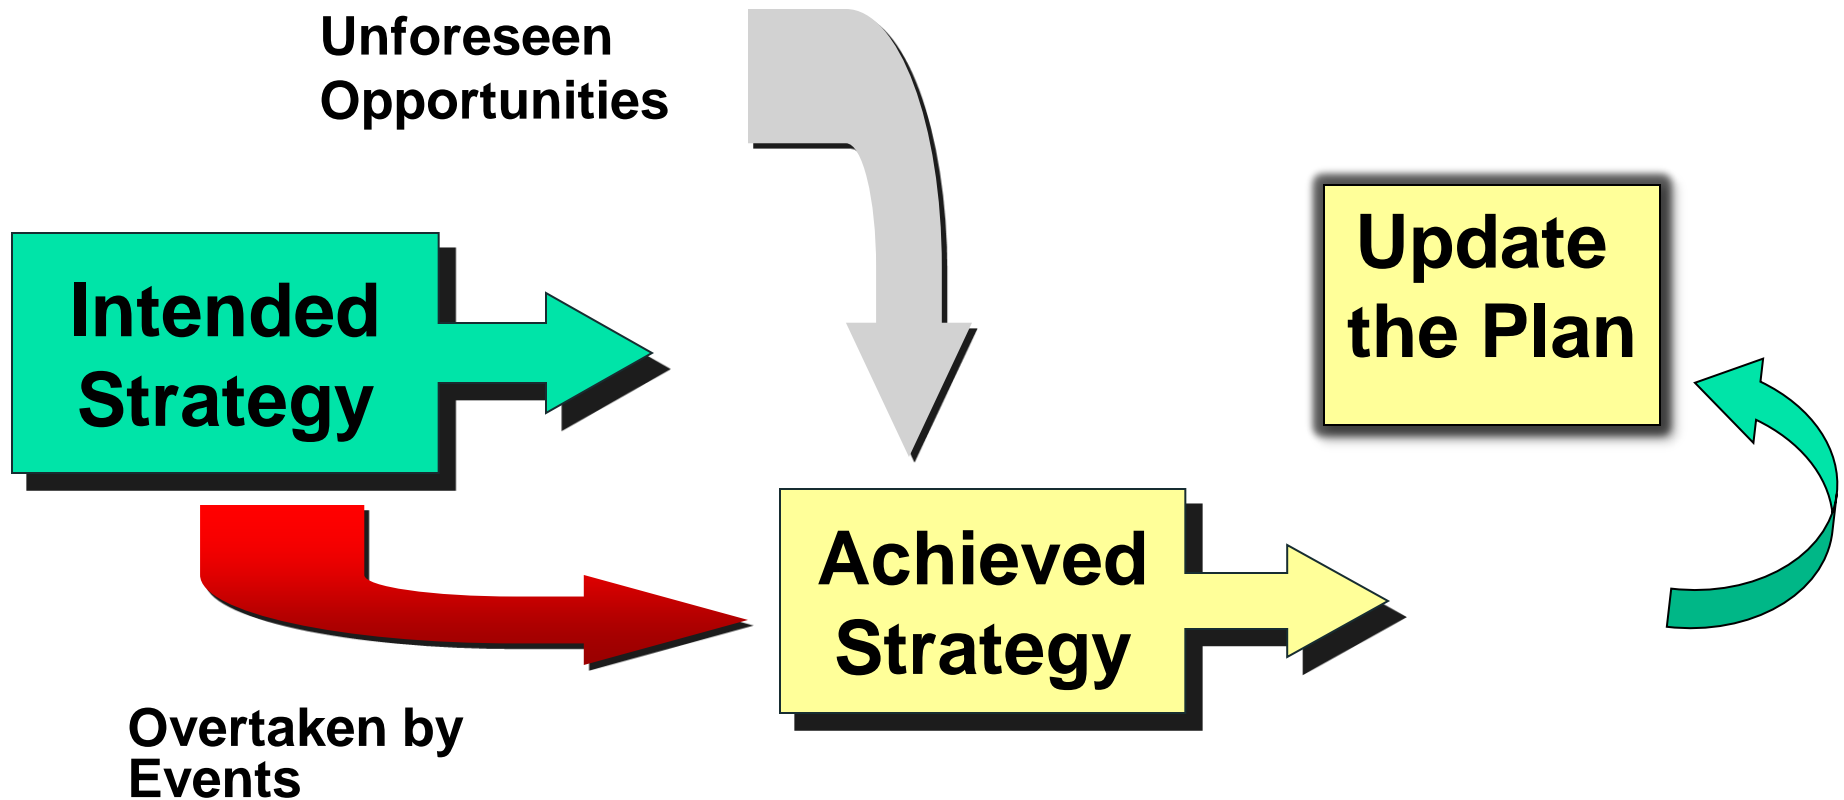 Unforeseen
Opportunities
Intended
Strategy
Update
the Plan
Achieved
Strategy
Overtaken by
Events